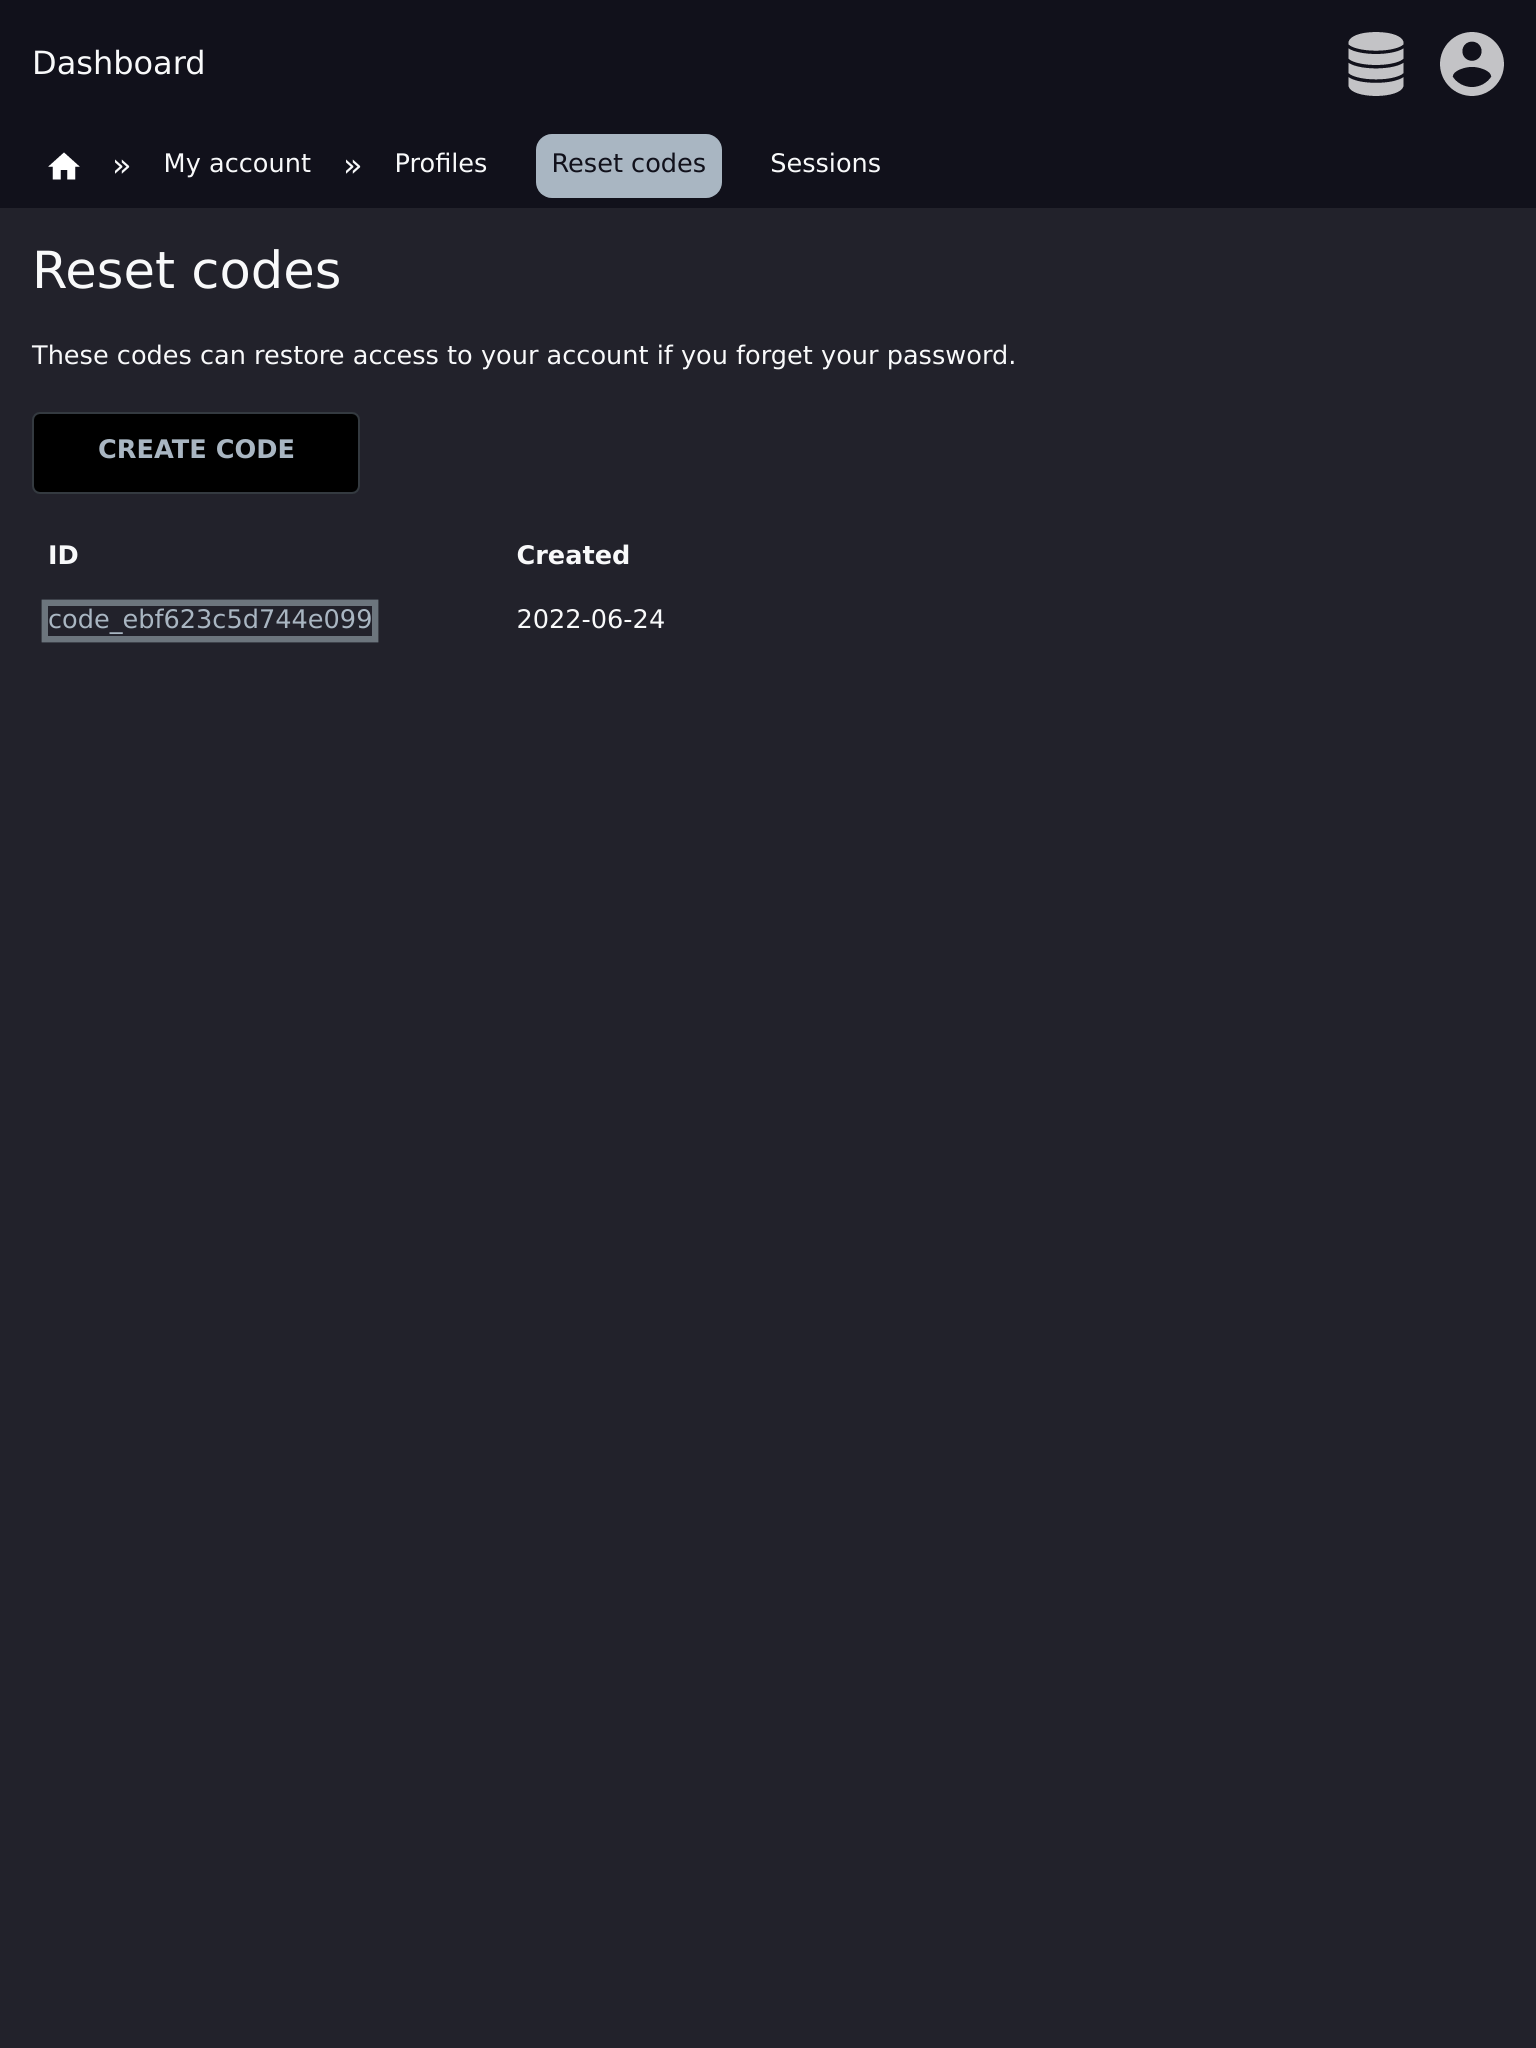 Dashboard
» My account » Profiles Reset codes Sessions
Reset codes
These codes can restore access to your account if you forget your password.
CREATE CODE
ID Created
code_ebf623c5d744e099 2022-06-24